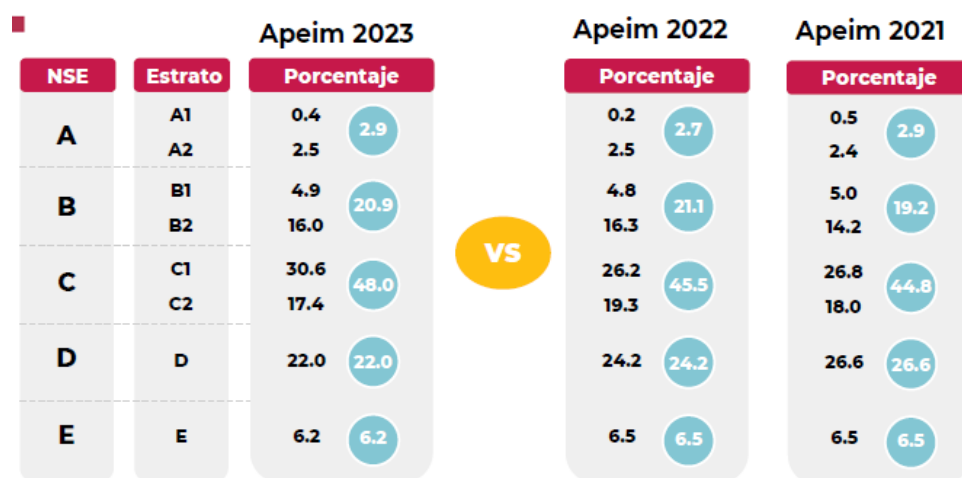 Apeim 2023 Apeim 2022 Apeim 2021
NSE Estrato Porcentaje Porcentaje Porcentaje
A1 0.4 0.2 0.5
A 2.9 2.7 2.9
A2 2.5 2.5 2.4
B1 4.9 4.8 5.0
B 20.9 21.1 19.2
B2 16.0 16.3 14.2
VS
C1 30.6 26.2 26.8
C 48.0 45.5 44.8
C2 17.4 19.3 18.0
D D 22.0 22.0 24.2 24.2 26.6 26.6
E E 6.2 6.2 6.5 6.5 6.5 6.5